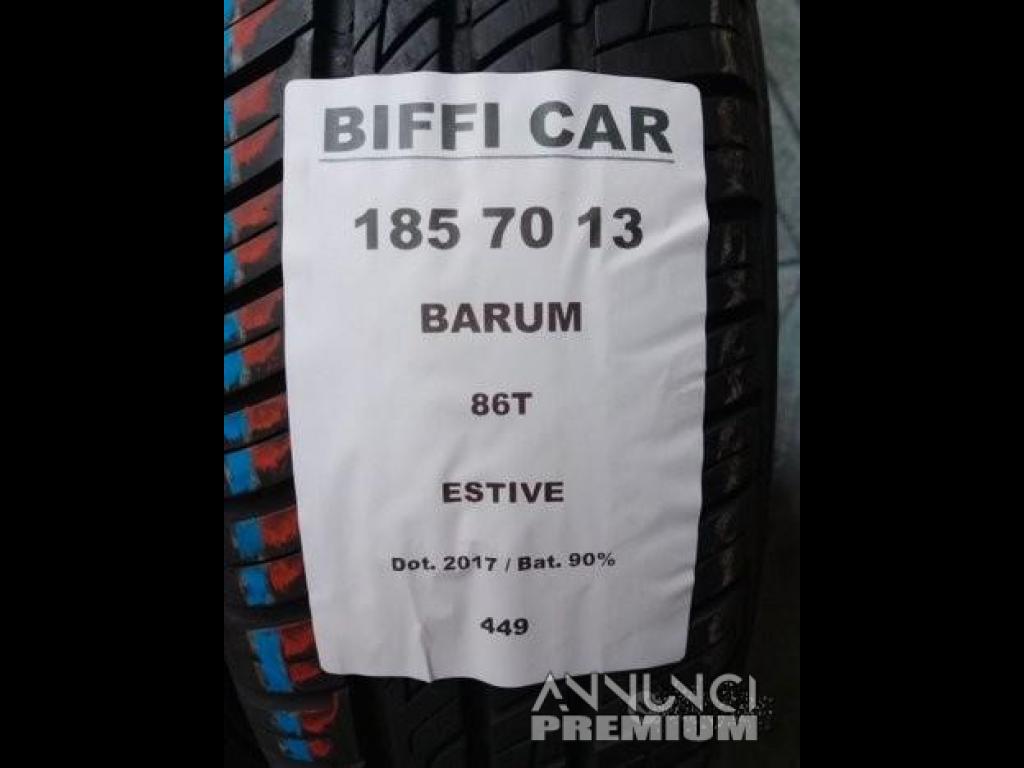 BIFFI CAR
185 70 13
BARUM
86T
ESTIVE
Dot. 2017 / Bat. 90%
449
ANNUNCI
PREMIUM